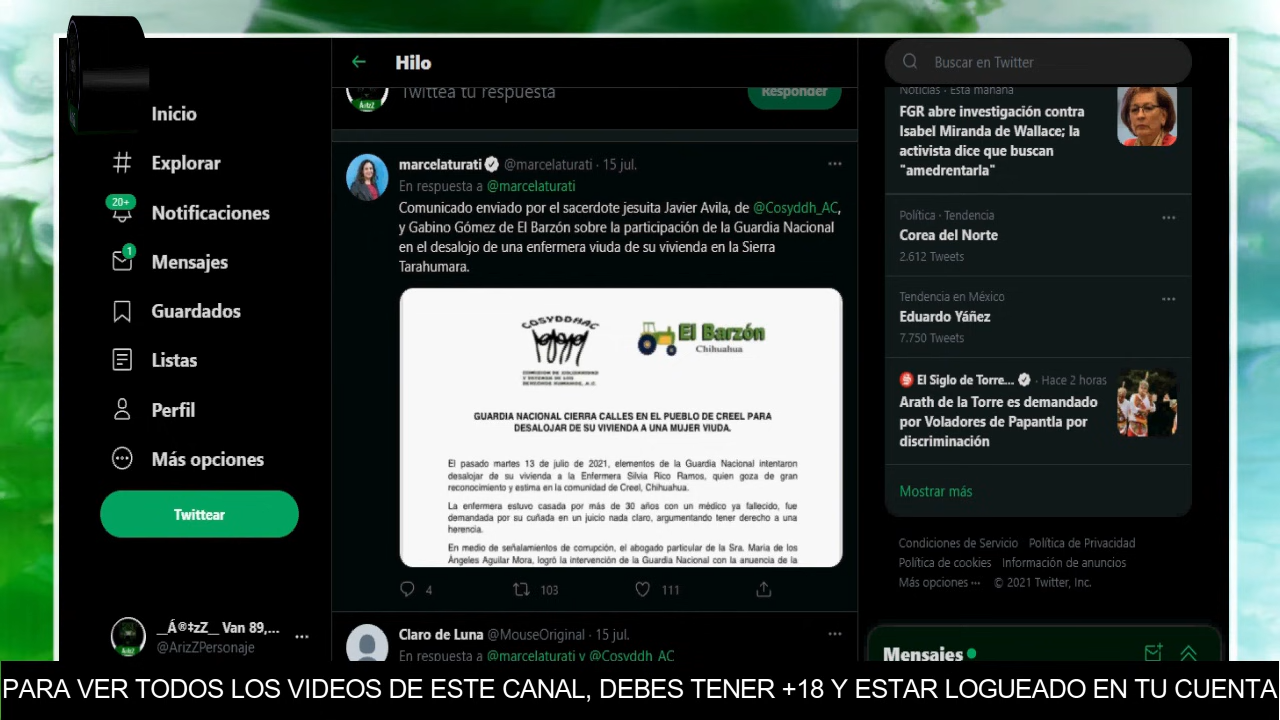 Inicio
Explorar
20+
Notificaciones
1
Mensajes
Guardados
Listas
Perfil
Más opciones
Twittear
__Á®‡zZ__ Van 89,...
@ArizZPersonaje
Hilo
Twittea tu respuesta
Responder
marcelaturati @marcelaturati · 15 jul.
En respuesta a @marcelaturati
Comunicado enviado por el sacerdote jesuita Javier Avila, de @Cosyddh_AC,
y Gabino Gómez de El Barzón sobre la participación de la Guardia Nacional
en el desalojo de una enfermera viuda de su vivienda en la Sierra
Tarahumara.
COSYDDHAC
COMISION DE SOLIDARIDAD
Y DEFENSA DE LOS
DERECHOS HUMANOS, A.C.
El Barzón
Chihuahua
GUARDIA NACIONAL CIERRA CALLES EN EL PUEBLO DE CREEL PARA
DESALOJAR DE SU VIVIENDA A UNA MUJER VIUDA.
El pasado martes 13 de julio de 2021, elementos de la Guardia Nacional intentaron
desalojar de su vivienda a la Enfermera Silvia Rico Ramos, quien goza de gran
reconocimiento y estima en la comunidad de Creel, Chihuahua.
La enfermera estuvo casada por más de 30 años con un médico ya fallecido, fue
demandada por su cuñada en un juicio nada claro, argumentando tener derecho a una
herencia.
En medio de señalamientos de corrupción, el abogado particular de la Sra. Maria de los
Ángeles Aguilar Mora, logró la intervención de la Guardia Nacional con la anuencia de la
4
103
111
Claro de Luna @MouseOriginal · 15 jul.
En respuesta a @marcelaturati y @Cosyddh_AC
Buscar en Twitter
Noticias · Esta mañana
FGR abre investigación contra
Isabel Miranda de Wallace; la
activista dice que buscan
"amedrentarla"
Política · Tendencia
Corea del Norte
2.612 Tweets
Tendencia en México
Eduardo Yáñez
7.750 Tweets
El Siglo de Torre... · Hace 2 horas
Arath de la Torre es demandado
por Voladores de Papantla por
discriminación
Mostrar más
Condiciones de Servicio Política de Privacidad
Política de cookies Información de anuncios
Más opciones ··· © 2021 Twitter, Inc.
Mensajes
PARA VER TODOS LOS VIDEOS DE ESTE CANAL, DEBES TENER +18 Y ESTAR LOGUEADO EN TU CUENTA